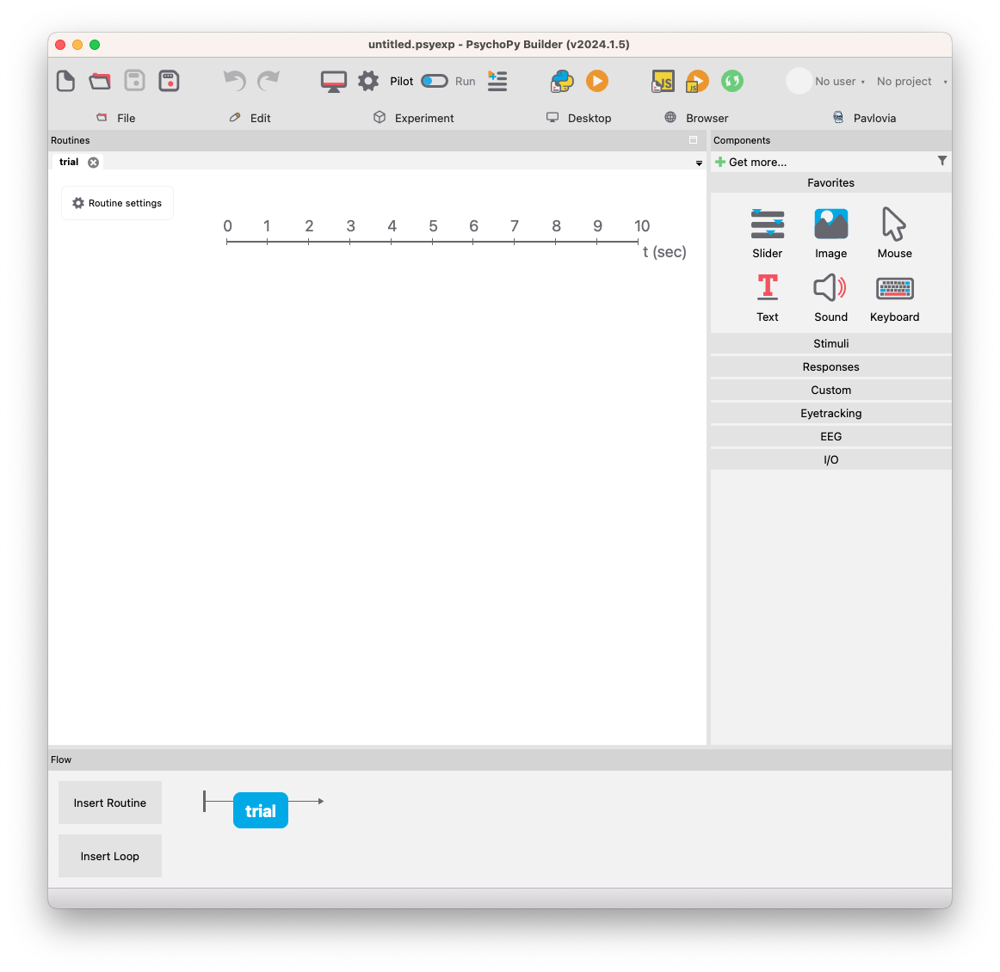 untitled.psyexp - PsychoPy Builder (v2024.1.5)
Pilot Run
JS
JS
No user
No project
File
Edit
Experiment
Desktop
Browser
Pavlovia
Routines
Components
trial
Get more...
Routine settings
Favorites
0 1 2 3 4 5 6 7 8 9 10
t (sec)
Slider
Image
Mouse
T
Text
Sound
Keyboard
Stimuli
Responses
Custom
Eyetracking
EEG
I/O
Flow
Insert Routine
trial
Insert Loop